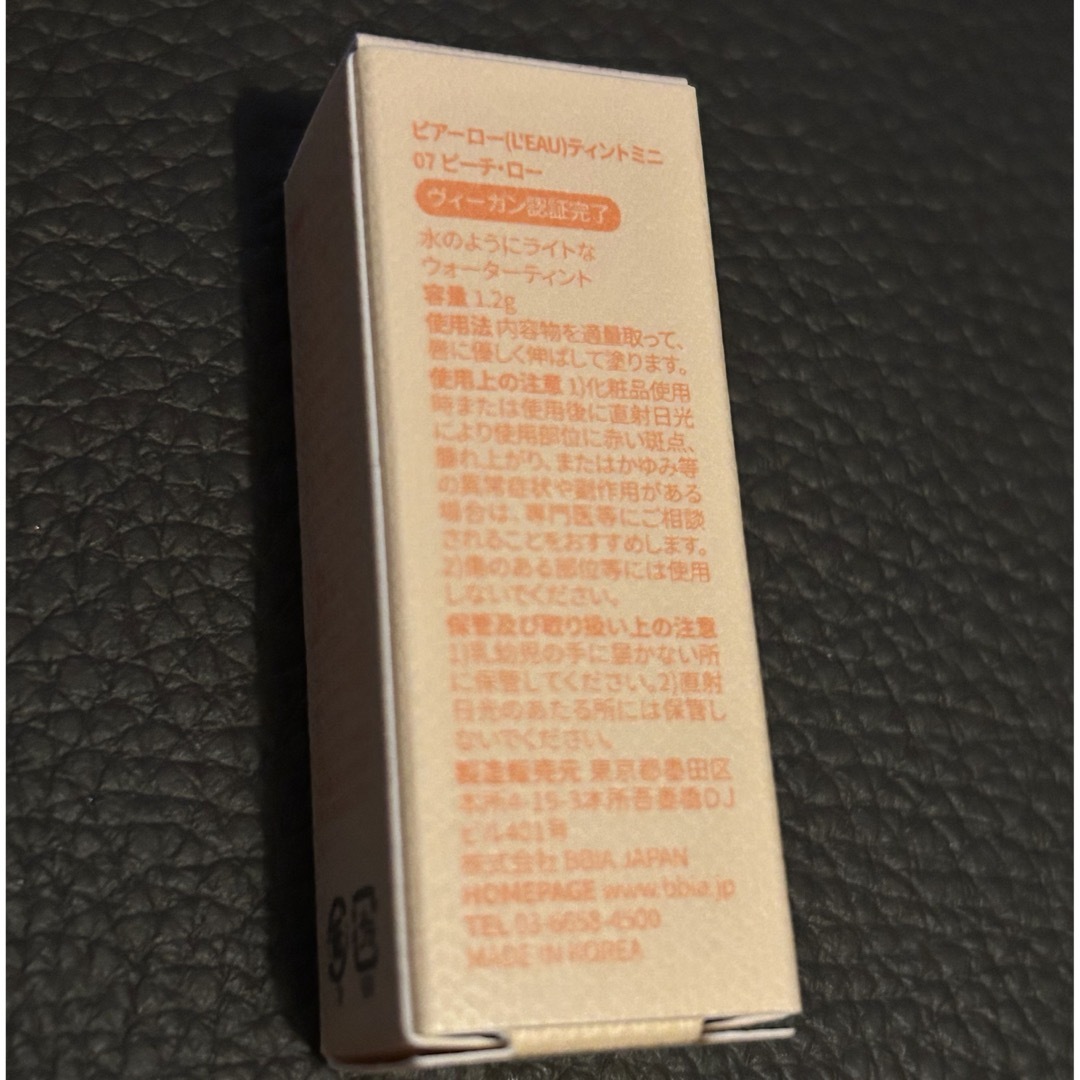 ピアーロー(L'EAU)ティントミニ
07 ピーチ・ロー
ヴィーガン認証完了
水のようにライトな
ウォーターティント
容量 1.2g
使用法 内容物を適量取って、
唇に優しく伸ばして塗ります。
使用上の注意 1)化粧品使用
時または使用後に直射日光
により使用部位に赤い斑点、
腫れ上がり、またはかゆみ等
の異常症状や副作用がある
場合は、専門医等にご相談
されることをおすすめします。
2)傷のある部位等には使用
しないでください。
保管及び取り扱い上の注意
1)乳幼児の手に届かない所
に保管してください。2)直射
日光のあたる所には保管し
ないでください。
製造販売元 東京都墨田区
本所4-15-3本所吾妻橋DJ
ビル401号
株式会社 BBIA JAPAN
HOMEPAGE www.bbia.jp
TEL 03-6658-4500
MADE IN KOREA